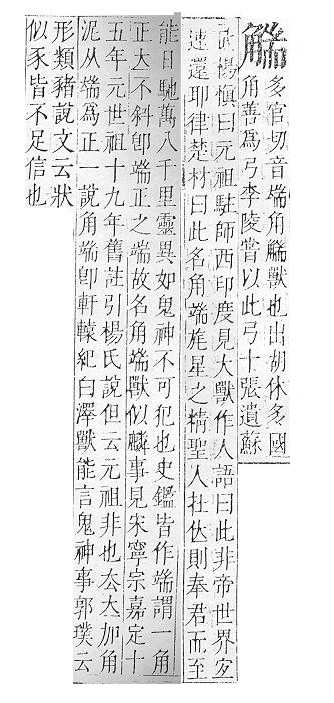 䚗
多官切音端角䚗獸也出胡休多國
角善爲弓李陵嘗以此弓十張遺蘇
武楊愼曰元祖駐師西印度見大獸作人語曰此非帝世界宜
速還耶律楚材曰此名角端旄星之精聖人在位則奉君而至
能日馳萬八千里靈異如鬼神不可犯也史鑑皆作端謂一角
正大不斜卽端正之端故名角端獸似麟事見宋寧宗嘉定十
五年元世祖十九年舊註引楊氏說但云元祖非也厺大加角
泥从端爲正一說角端卽軒轅紀白澤獸能言鬼神事郭璞云
形類豬說文云狀
似豕皆不足信也